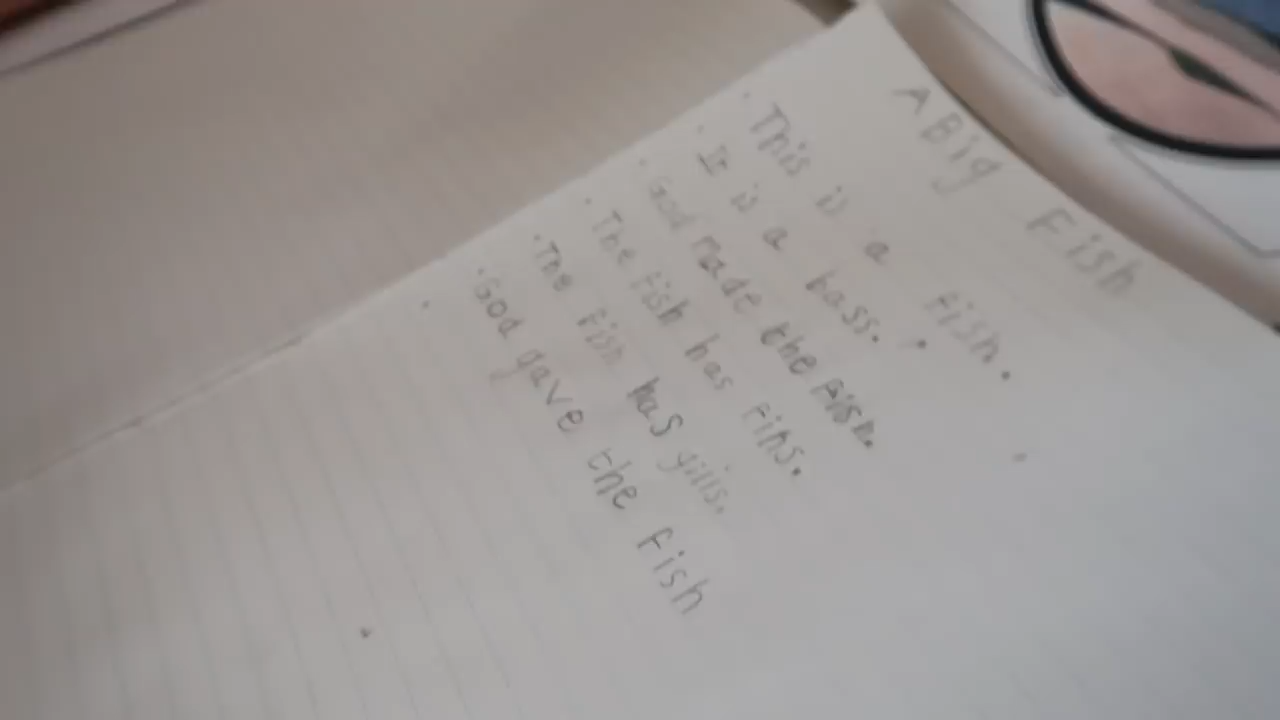 A Big Fish
This is a fish.
It is a bass.
God made the fish.
The fish has fins.
The fish has gills.
God gave the fish